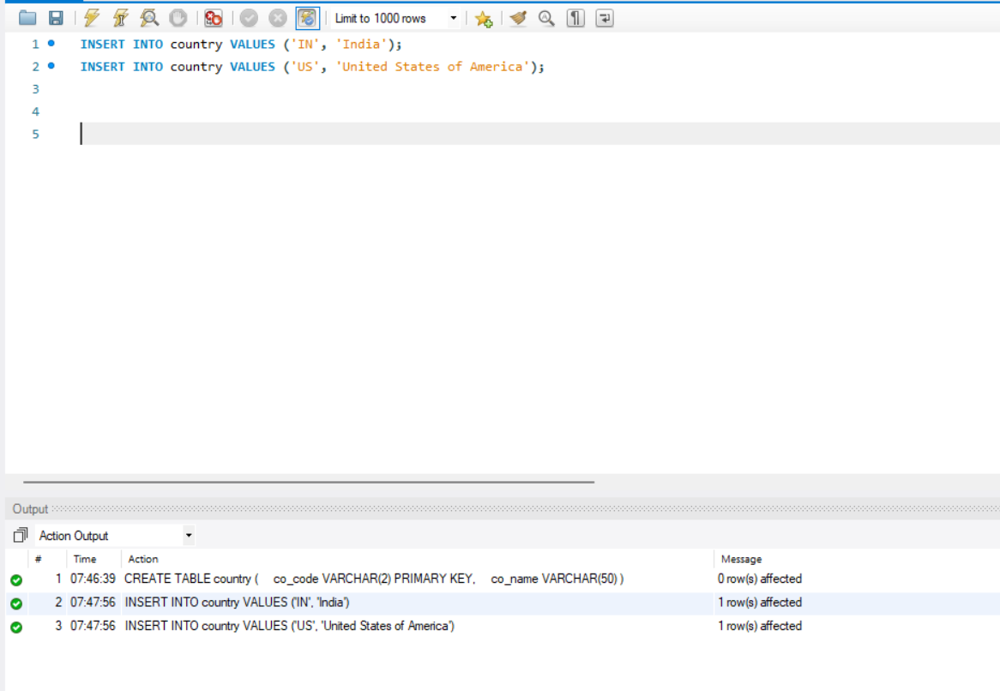 Limit to 1000 rows
1 INSERT INTO country VALUES ('IN', 'India');
2 INSERT INTO country VALUES ('US', 'United States of America');
3
4
5
Output
Action Output
# Time Action Message
1 07:46:39 CREATE TABLE country ( co_code VARCHAR(2) PRIMARY KEY, co_name VARCHAR(50) ) 0 row(s) affected
2 07:47:56 INSERT INTO country VALUES ('IN', 'India') 1 row(s) affected
3 07:47:56 INSERT INTO country VALUES ('US', 'United States of America') 1 row(s) affected